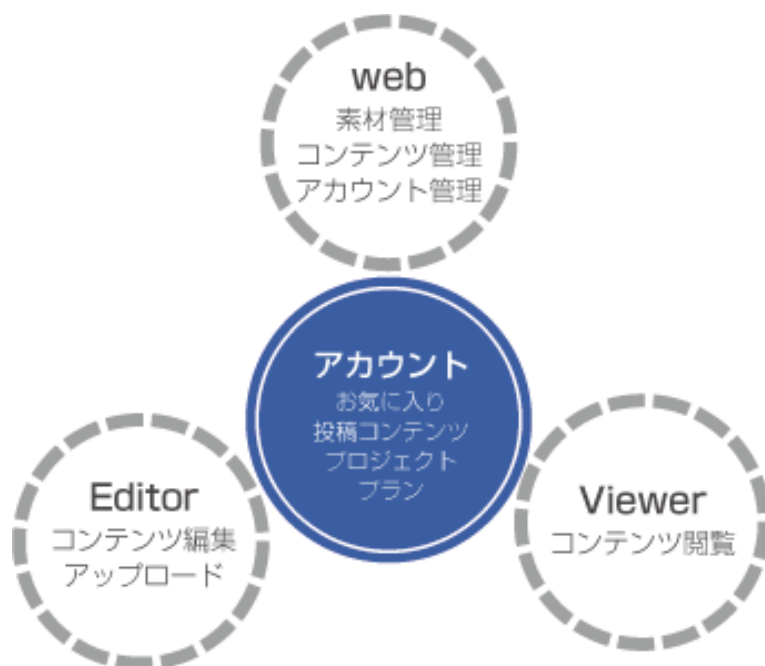 web
素材管理
コンテンツ管理
アカウント管理
アカウント
お気に入り
投稿コンテンツ
プロジェクト
プラン
Editor
コンテンツ編集
アップロード
Viewer
コンテンツ閲覧